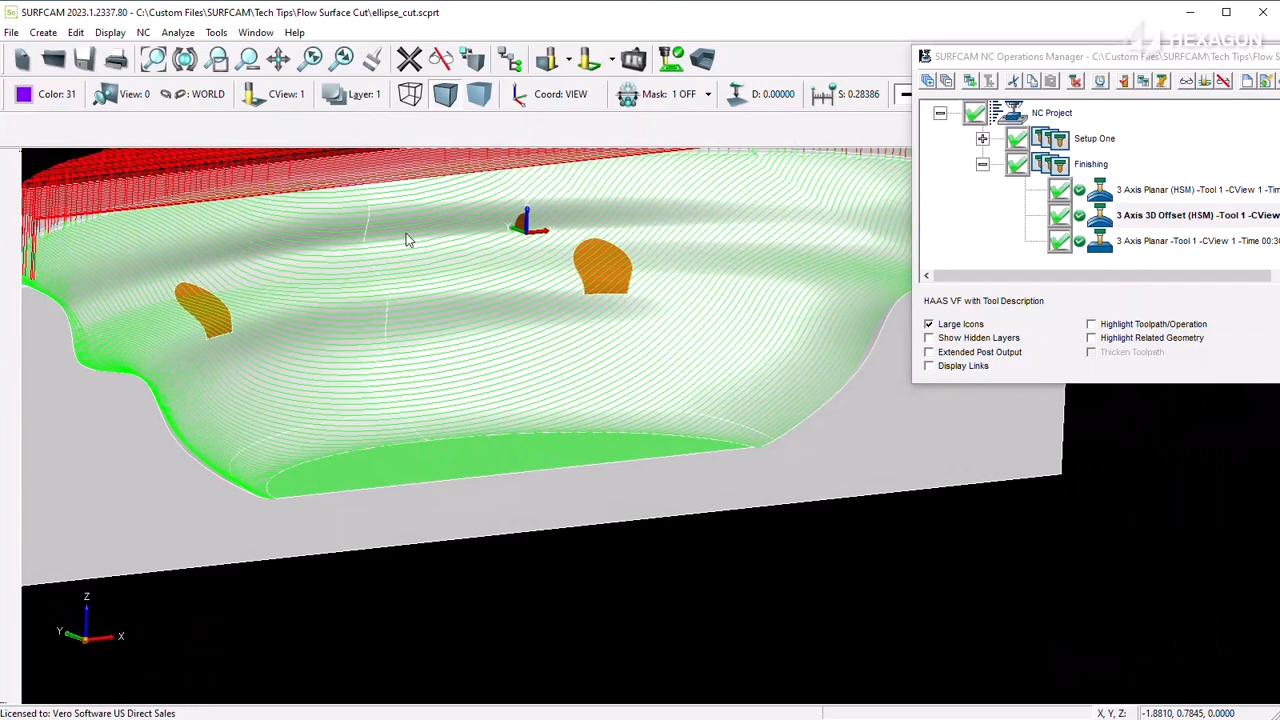 SURFCAM 2023.1.2337.80 - C:\Custom Files\SURFCAM\Tech Tips\Flow Surface Cut\ellipse_cut.scprt
HEXAGON
File Create Edit Display NC Analyze Tools Window Help
SURFCAM NC Operations Manager - C:\Custom Files\SURFCAM\Tech Tips\Flow S
Color: 31 View: 0 : WORLD CView: 1 Layer: 1 Coord: VIEW Mask: 1 OFF D: 0.00000 S: 0.28386
NC Project
Setup One
Finishing
3 Axis Planar (HSM) -Tool 1 -CView 1 -Tim
3 Axis 3D Offset (HSM) -Tool 1 -CView
3 Axis Planar -Tool 1 -CView 1 -Time 00:3
HAAS VF with Tool Description
Large Icons Highlight Toolpath/Operation
Show Hidden Layers Highlight Related Geometry
Extended Post Output Thicken Toolpath
Display Links
Z
Y X
Licensed to: Vero Software US Direct Sales X, Y, Z: -1.8810, 0.7845, 0.0000